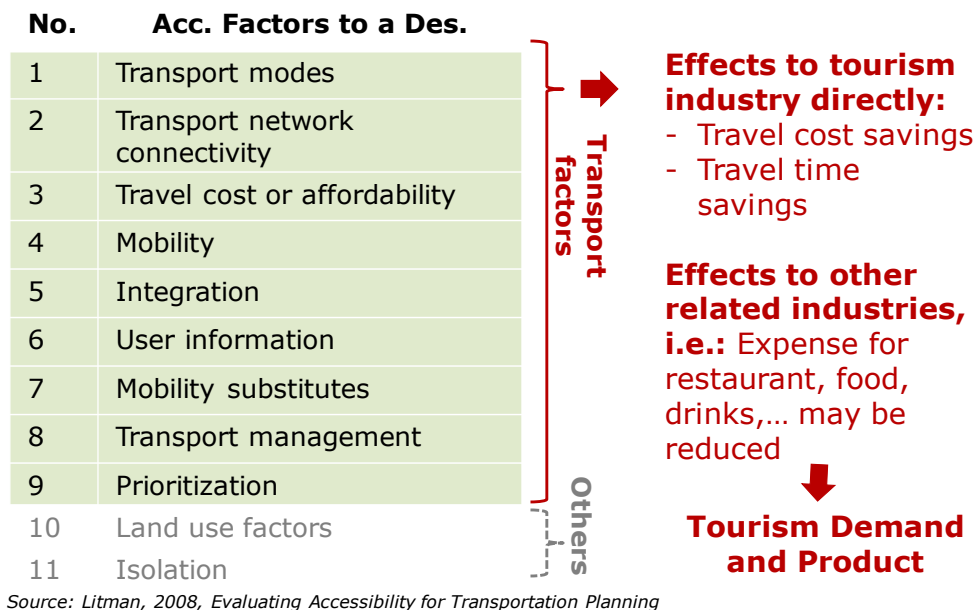 No. Acc. Factors to a Des.
1 Transport modes
2 Transport network
connectivity
3 Travel cost or affordability
4 Mobility
5 Integration
6 User information
7 Mobility substitutes
8 Transport management
9 Prioritization
10 Land use factors
11 Isolation
Transport
factors
Others
Effects to tourism
industry directly:
- Travel cost savings
- Travel time
savings
Effects to other
related industries,
i.e.: Expense for
restaurant, food,
drinks,... may be
reduced
Tourism Demand
and Product
Source: Litman, 2008, Evaluating Accessibility for Transportation Planning